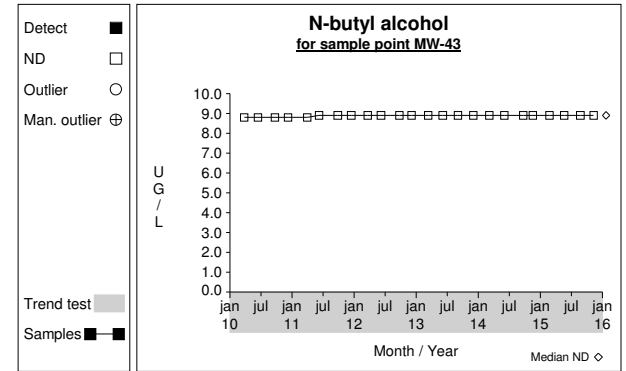 Detect
ND
Outlier
Man. outlier
Trend test
Samples
N-butyl alcohol
for sample point MW-43
10.0
9.0
8.0
7.0
6.0
5.0
4.0
3.0
2.0
1.0
0.0
U
G
/
L
jan jul jan jul jan jul jan jul jan jul jan jul jan
10 11 12 13 14 15 16
Month / Year
Median ND